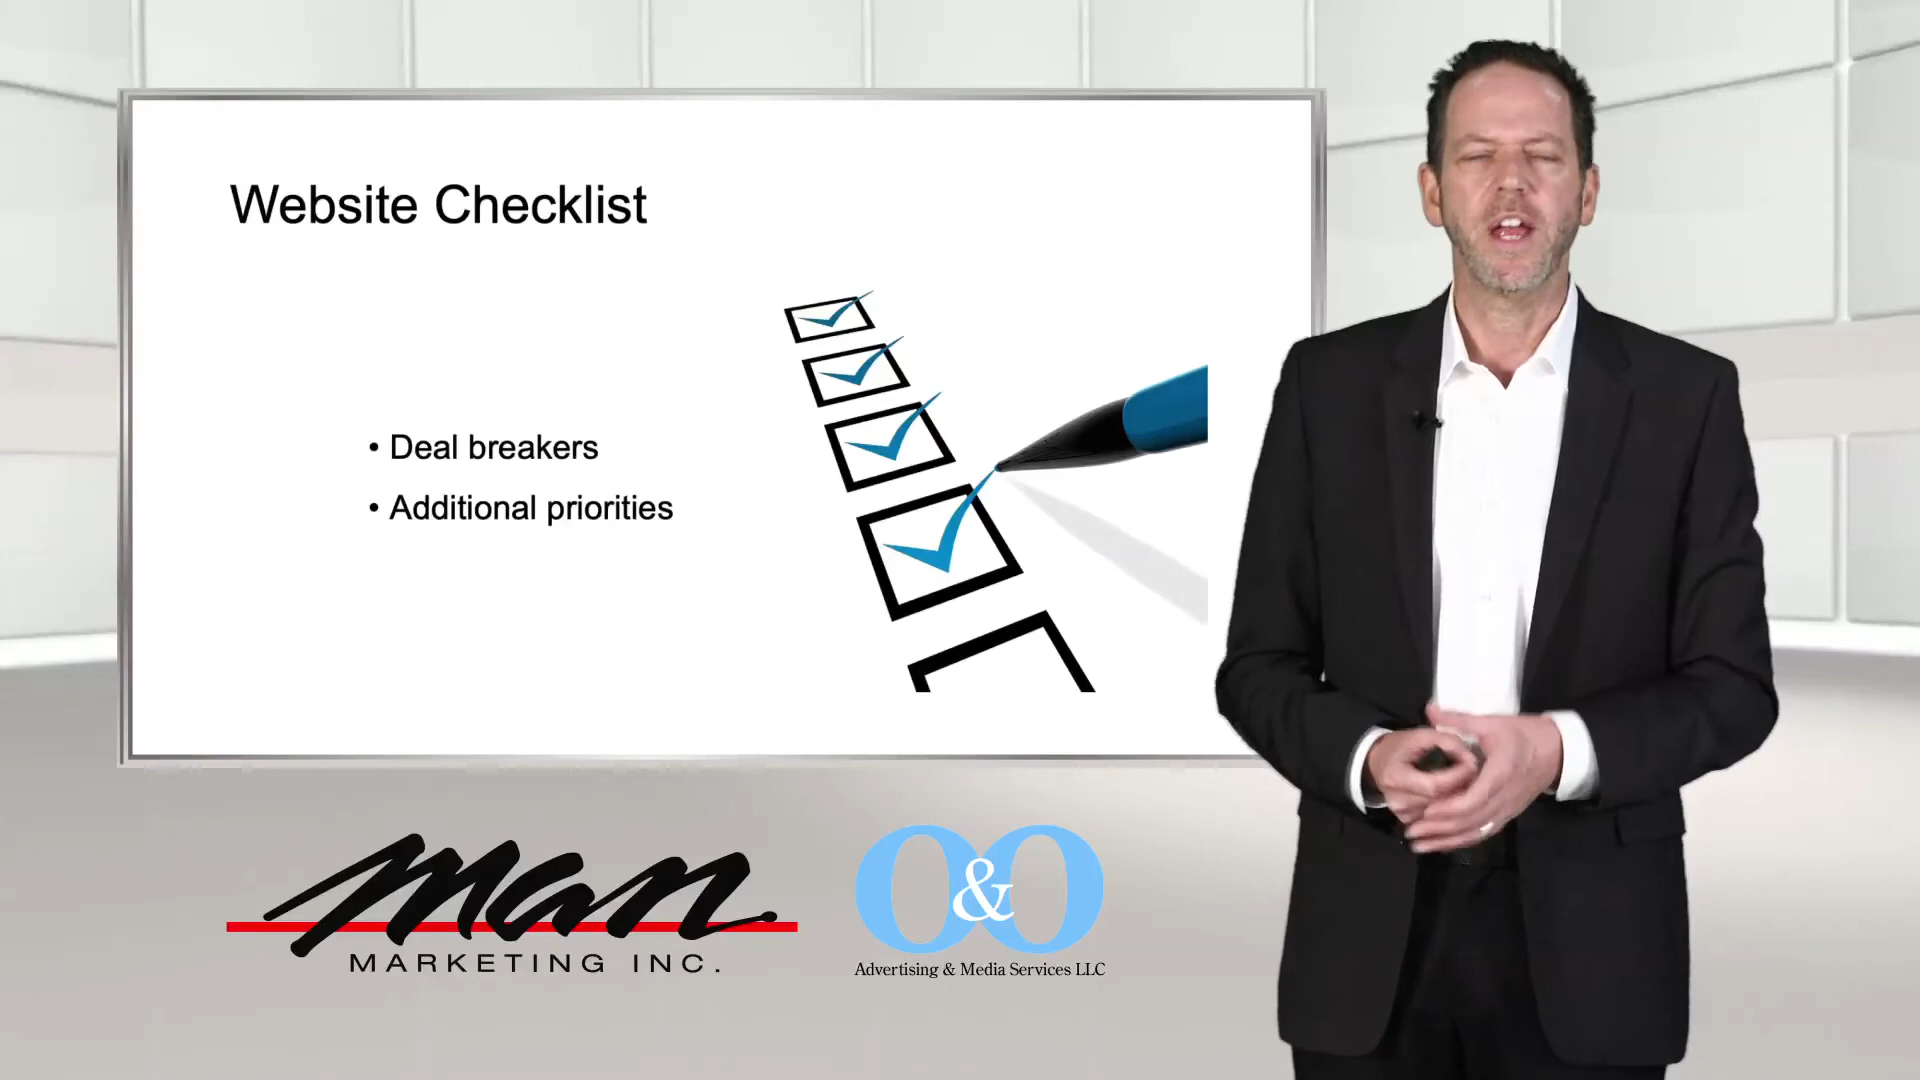 Website Checklist
• Deal breakers
• Additional priorities
man
MARKETING INC.
O&O
Advertising & Media Services LLC